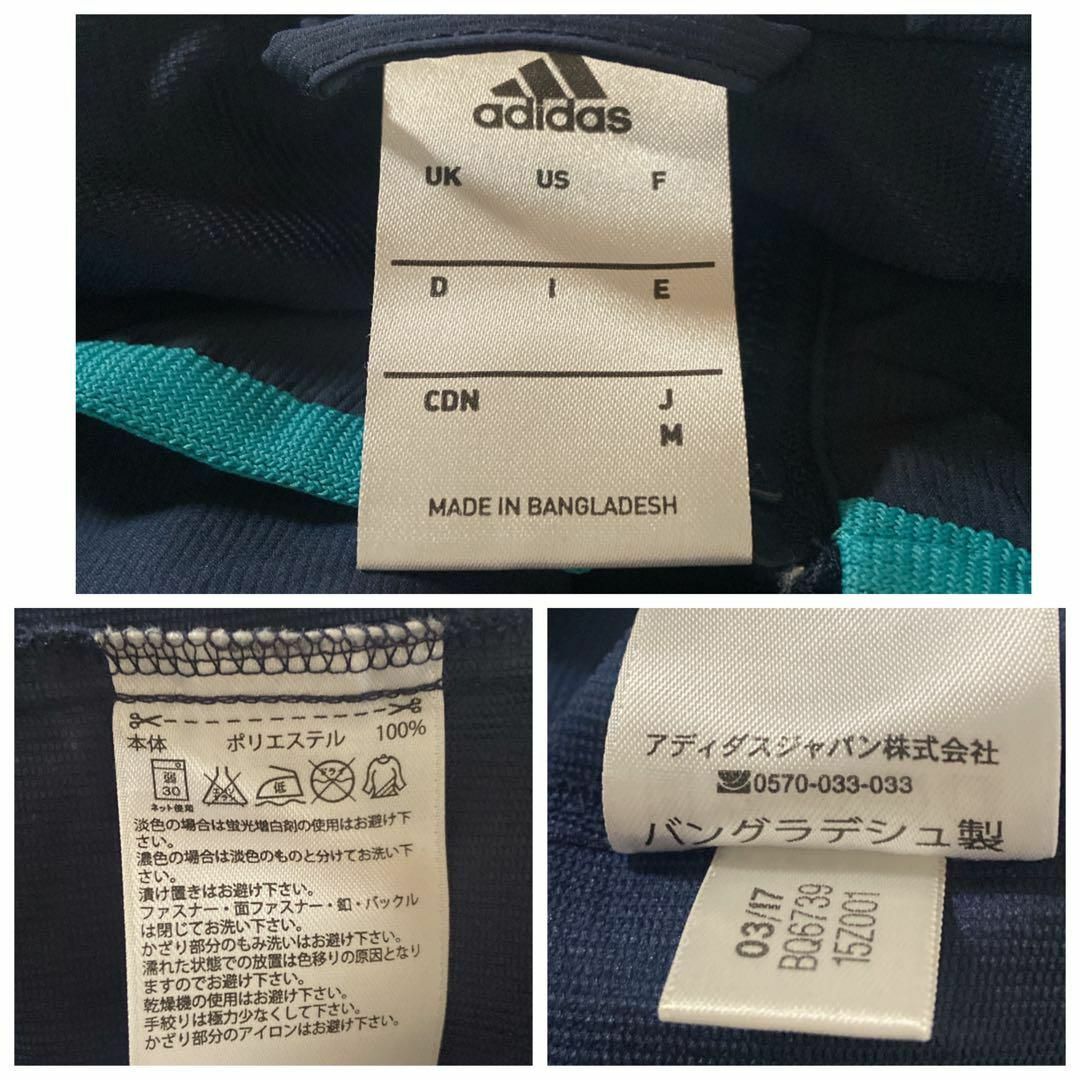 adidas
UK US F
D I E
CDN J
M
MADE IN BANGLADESH
本体 ポリエステル 100%
弱
30
エンソサラシ
低
ドライ
ネット使用
淡色の場合は蛍光増白剤の使用はお避け下
さい。
濃色の場合は淡色のものと分けてお洗い下
さい。
漬け置きはお避け下さい。
ファスナー・面ファスナー・釦・バックル
は閉じてお洗い下さい。
かざり部分のもみ洗いはお避け下さい。
濡れた状態での放置は色移りの原因となり
ますのでお避け下さい。
乾燥機の使用はお避け下さい。
手絞りは極力少なくして下さい。
かざり部分のアイロンはお避け下さい。
アディダスジャパン株式会社
0570-033-033
バングラデシュ製
03/17
BQ6739
15Z001